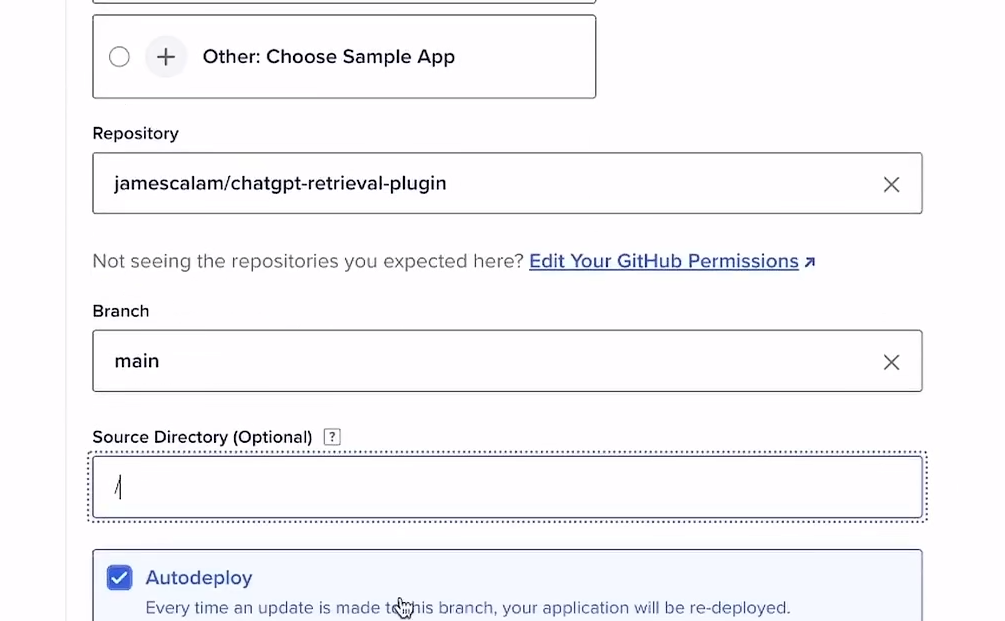 Other: Choose Sample App
Repository
jamescalam/chatgpt-retrieval-plugin
Not seeing the repositories you expected here? Edit Your GitHub Permissions
Branch
main
Source Directory (Optional) ?
/
Autodeploy
Every time an update is made to this branch, your application will be re-deployed.